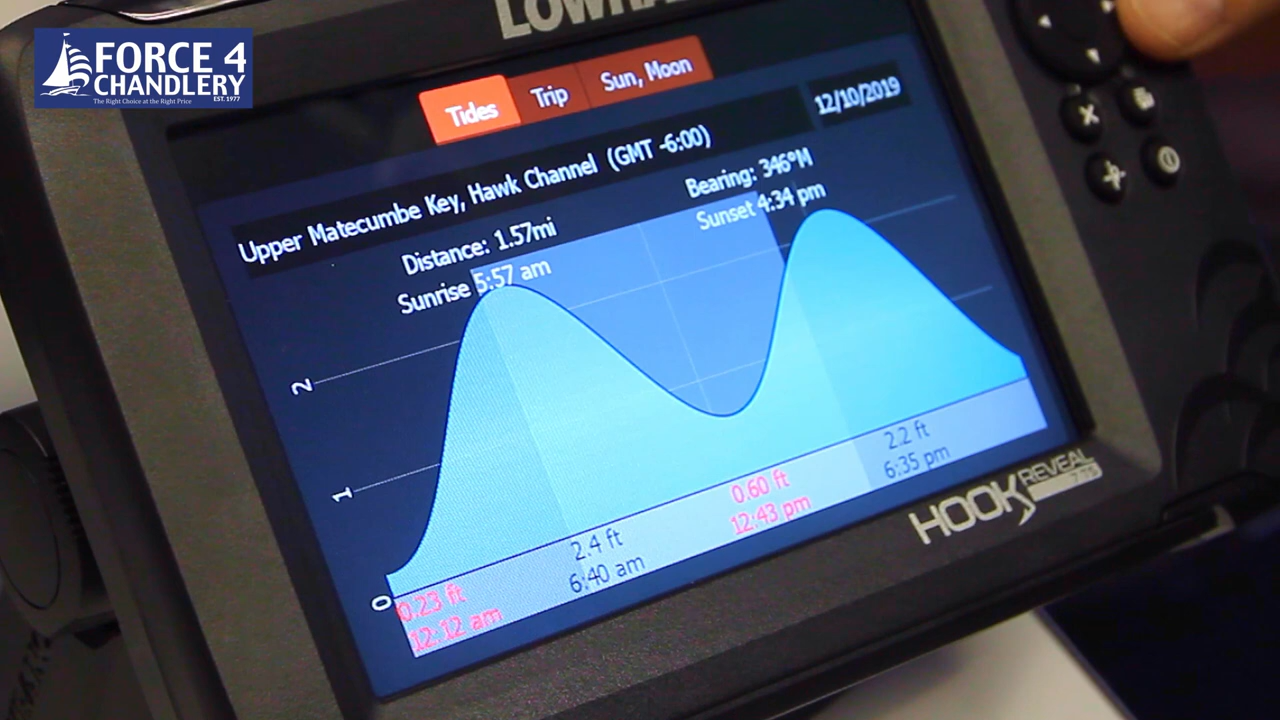 FORCE 4
CHANDLERY
The Right Choice at the Right Price
EST. 1977
Tides
Trip
Sun, Moon
Upper Matecumbe Key, Hawk Channel (GMT -6:00)
12/10/2019
Distance: 1.57mi
Bearing: 346°M
Sunrise 5:57 am
Sunset 4:34 pm
2
1
0
0.23 ft
12:12 am
2.4 ft
6:40 am
0.60 ft
12:43 pm
2.2 ft
6:35 pm
HOOK
REVEAL